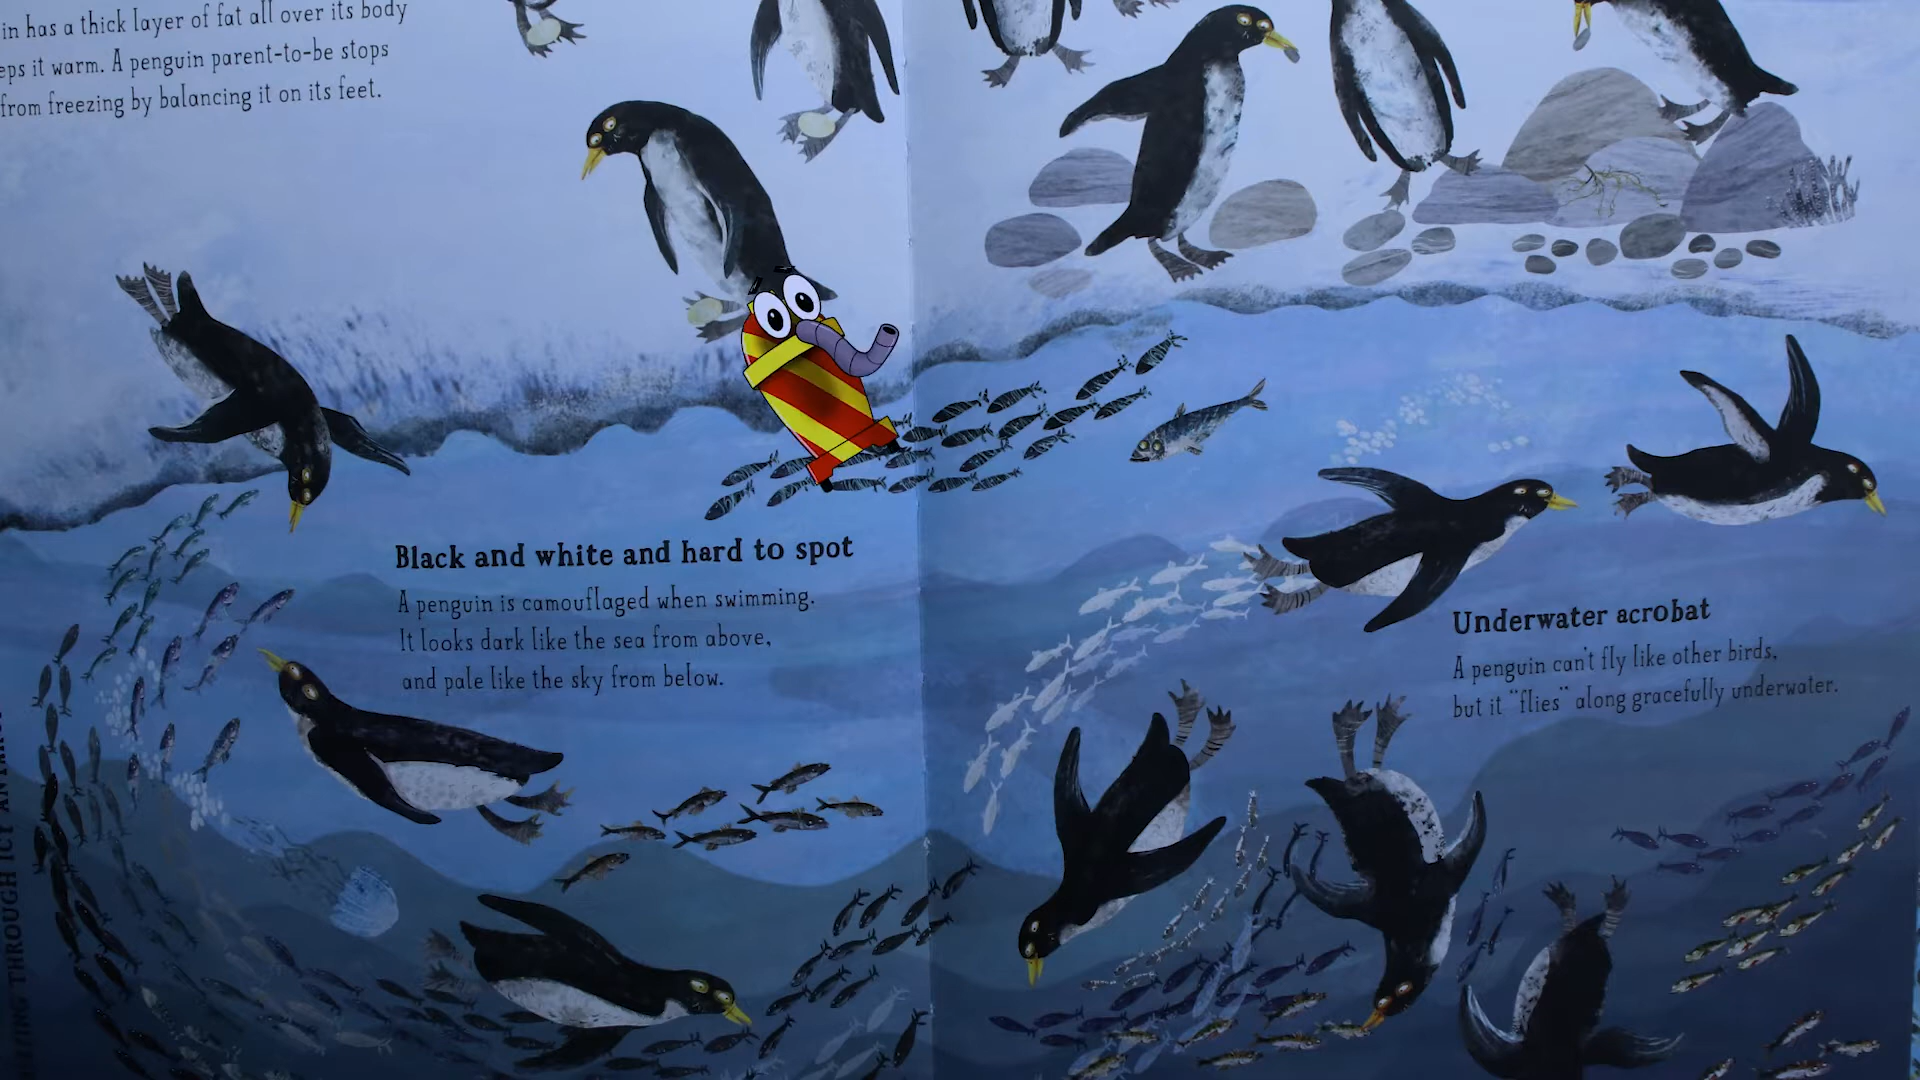 in has a thick layer of fat all over its body
eps it warm. A penguin parent-to-be stops
from freezing by balancing it on its feet.
Black and white and hard to spot
A penguin is camouflaged when swimming.
It looks dark like the sea from above,
and pale like the sky from below.
Underwater acrobat
A penguin can't fly like other birds,
but it "flies" along gracefully underwater.
THROUGH ICY